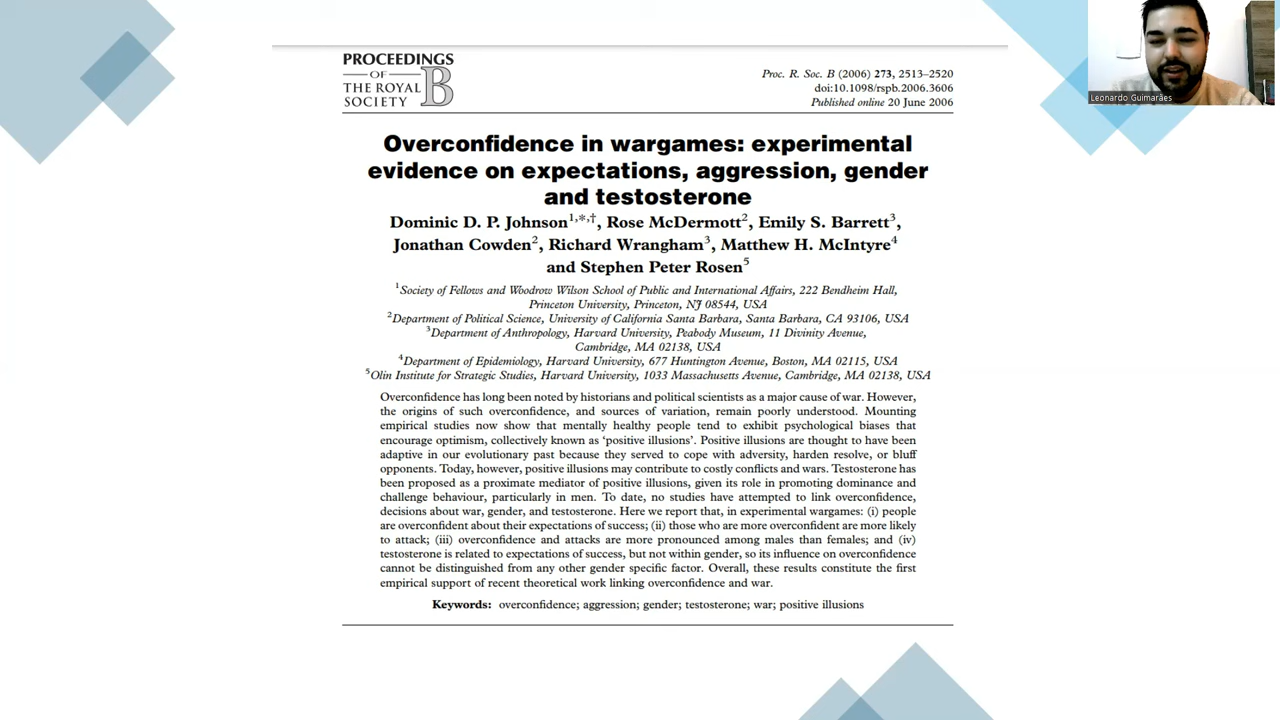 PROCEEDINGS
OF
THE ROYAL
SOCIETY
B
Proc. R. Soc. B (2006) 273, 2513–2520
doi:10.1098/rspb.2006.3606
Published online 20 June 2006
Leonardo Guimarães
Overconfidence in wargames: experimental
evidence on expectations, aggression, gender
and testosterone
Dominic D. P. Johnson1,*,†, Rose McDermott2, Emily S. Barrett3,
Jonathan Cowden2, Richard Wrangham3, Matthew H. McIntyre4
and Stephen Peter Rosen5
1Society of Fellows and Woodrow Wilson School of Public and International Affairs, 222 Bendheim Hall,
Princeton University, Princeton, NJ 08544, USA
2Department of Political Science, University of California Santa Barbara, Santa Barbara, CA 93106, USA
3Department of Anthropology, Harvard University, Peabody Museum, 11 Divinity Avenue,
Cambridge, MA 02138, USA
4Department of Epidemiology, Harvard University, 677 Huntington Avenue, Boston, MA 02115, USA
5Olin Institute for Strategic Studies, Harvard University, 1033 Massachusetts Avenue, Cambridge, MA 02138, USA
Overconfidence has long been noted by historians and political scientists as a major cause of war. However,
the origins of such overconfidence, and sources of variation, remain poorly understood. Mounting
empirical studies now show that mentally healthy people tend to exhibit psychological biases that
encourage optimism, collectively known as ‘positive illusions’. Positive illusions are thought to have been
adaptive in our evolutionary past because they served to cope with adversity, harden resolve, or bluff
opponents. Today, however, positive illusions may contribute to costly conflicts and wars. Testosterone has
been proposed as a proximate mediator of positive illusions, given its role in promoting dominance and
challenge behaviour, particularly in men. To date, no studies have attempted to link overconfidence,
decisions about war, gender, and testosterone. Here we report that, in experimental wargames: (i) people
are overconfident about their expectations of success; (ii) those who are more overconfident are more likely
to attack; (iii) overconfidence and attacks are more pronounced among males than females; and (iv)
testosterone is related to expectations of success, but not within gender, so its influence on overconfidence
cannot be distinguished from any other gender specific factor. Overall, these results constitute the first
empirical support of recent theoretical work linking overconfidence and war.
Keywords: overconfidence; aggression; gender; testosterone; war; positive illusions